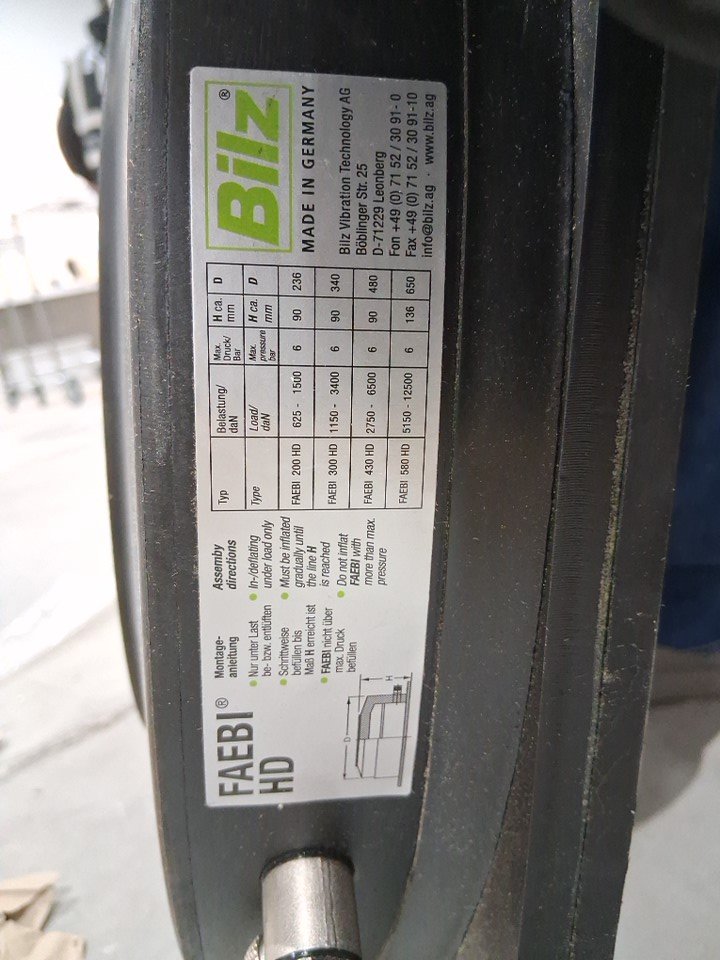 FAEBI®
HD
Montage-
anleitung
Nur unter Last
be- bzw. entlüften
Schrittweise
befüllen bis
Maß H erreicht ist
FAEBI nicht über
max. Druck
befüllen
D
H
Assemby
directions
In-/deflating
under load only
Must be inflated
gradually until
the line H
is reached
Do not inflat
FAEBI with
more than max.
pressure
Typ Belastung/ daN Max. Druck/ Bar H ca. mm D
Type Load/ daN Max. pressure bar H ca. mm D
FAEBI 200 HD 625 - 1500 6 90 236
FAEBI 300 HD 1150 - 3400 6 90 340
FAEBI 430 HD 2750 - 6500 6 90 480
FAEBI 580 HD 5150 - 12500 6 136 650
Bilz®
MADE IN GERMANY
Bilz Vibration Technology AG
Böblinger Str. 25
D-71229 Leonberg
Fon +49 (0) 71 52 / 30 91- 0
Fax +49 (0) 71 52 / 30 91-10
info@bilz.ag · www.bilz.ag